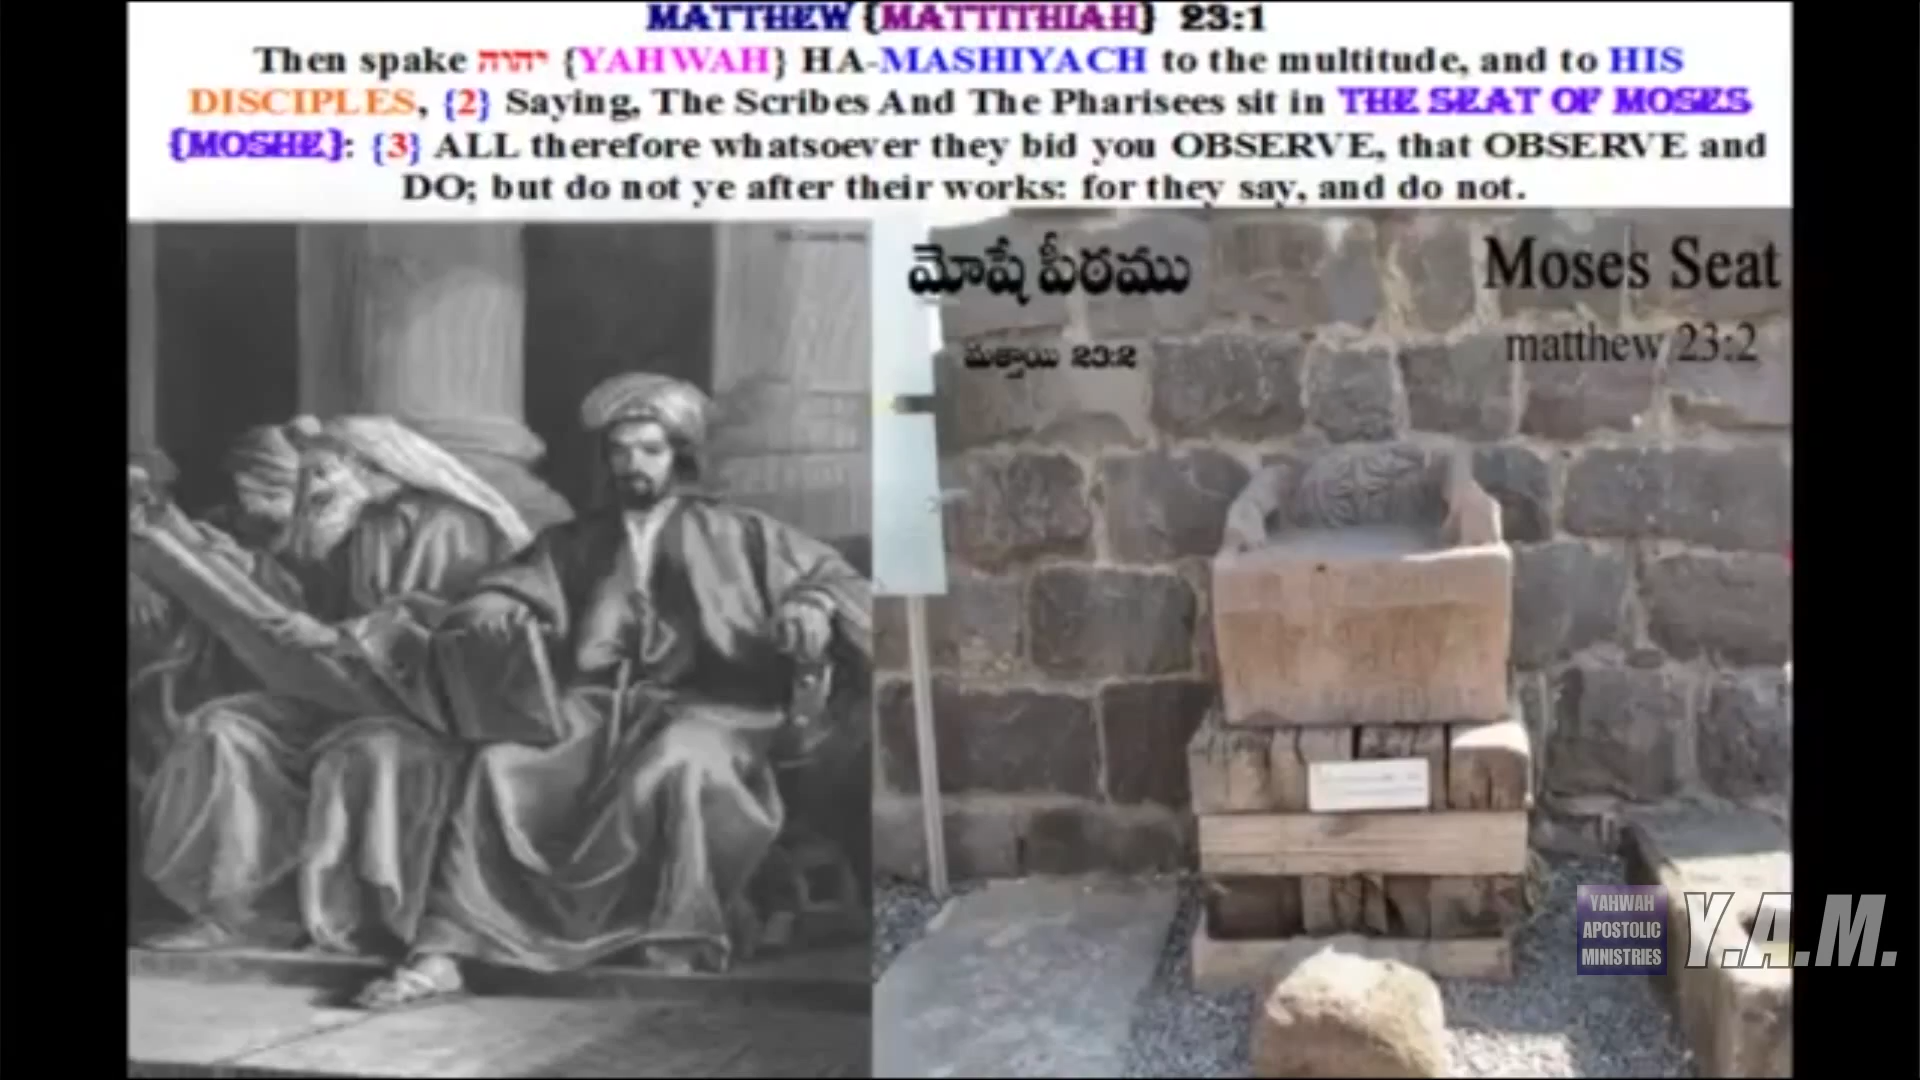 MATTHEW {MATTITHIAH} 23:1
Then spake יהוה {YAHWAH} HA-MASHIYACH to the multitude, and to HIS
DISCIPLES, {2} Saying, The Scribes And The Pharisees sit in THE SEAT OF MOSES
{MOSHE}: {3} ALL therefore whatsoever they bid you OBSERVE, that OBSERVE and
DO; but do not ye after their works: for they say, and do not.
మోషే పీఠము
Moses Seat
మత్తాయి 23:2
matthew 23:2
YAHWAH
APOSTOLIC
MINISTRIES
Y.A.M.